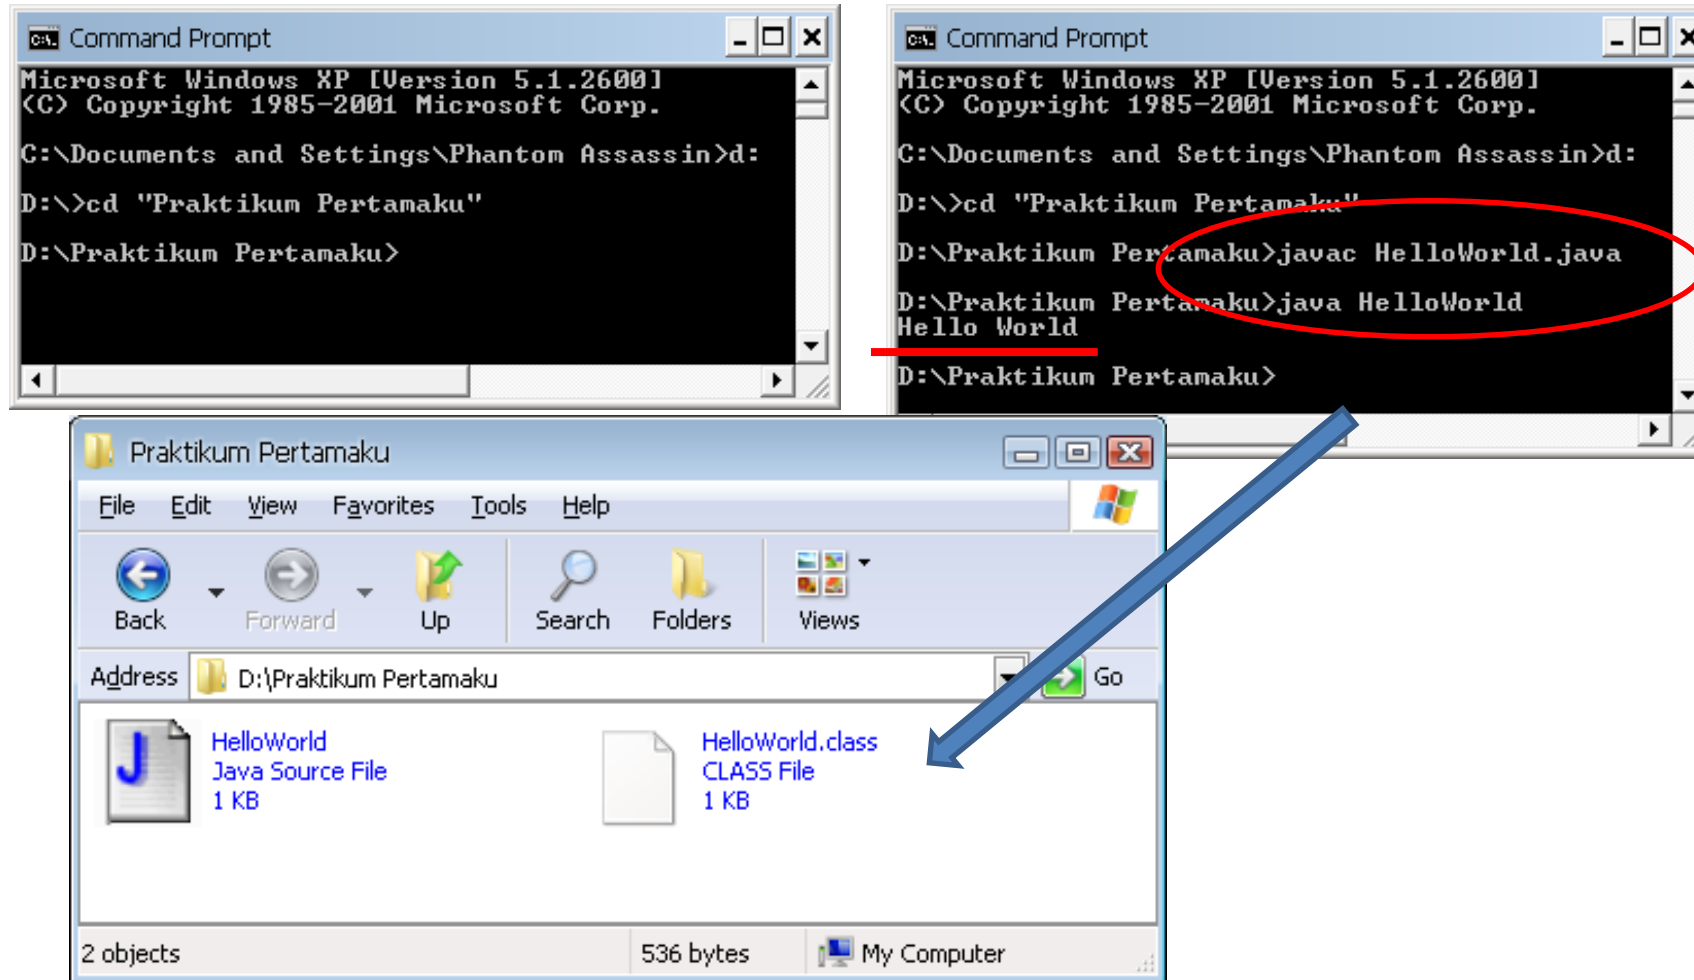 Command Prompt
Microsoft Windows XP [Version 5.1.2600]
(C) Copyright 1985-2001 Microsoft Corp.
C:\Documents and Settings\Phantom Assassin>d:
D:\>cd "Praktikum Pertamaku"
D:\Praktikum Pertamaku>
Command Prompt
Microsoft Windows XP [Version 5.1.2600]
(C) Copyright 1985-2001 Microsoft Corp.
C:\Documents and Settings\Phantom Assassin>d:
D:\>cd "Praktikum Pertamaku"
D:\Praktikum Pertamaku>javac HelloWorld.java
D:\Praktikum Pertamaku>java HelloWorld
Hello World
D:\Praktikum Pertamaku>
Praktikum Pertamaku
File Edit View Favorites Tools Help
Back Forward Up Search Folders Views
Address D:\Praktikum Pertamaku Go
HelloWorld
Java Source File
1 KB
HelloWorld.class
CLASS File
1 KB
2 objects 536 bytes My Computer